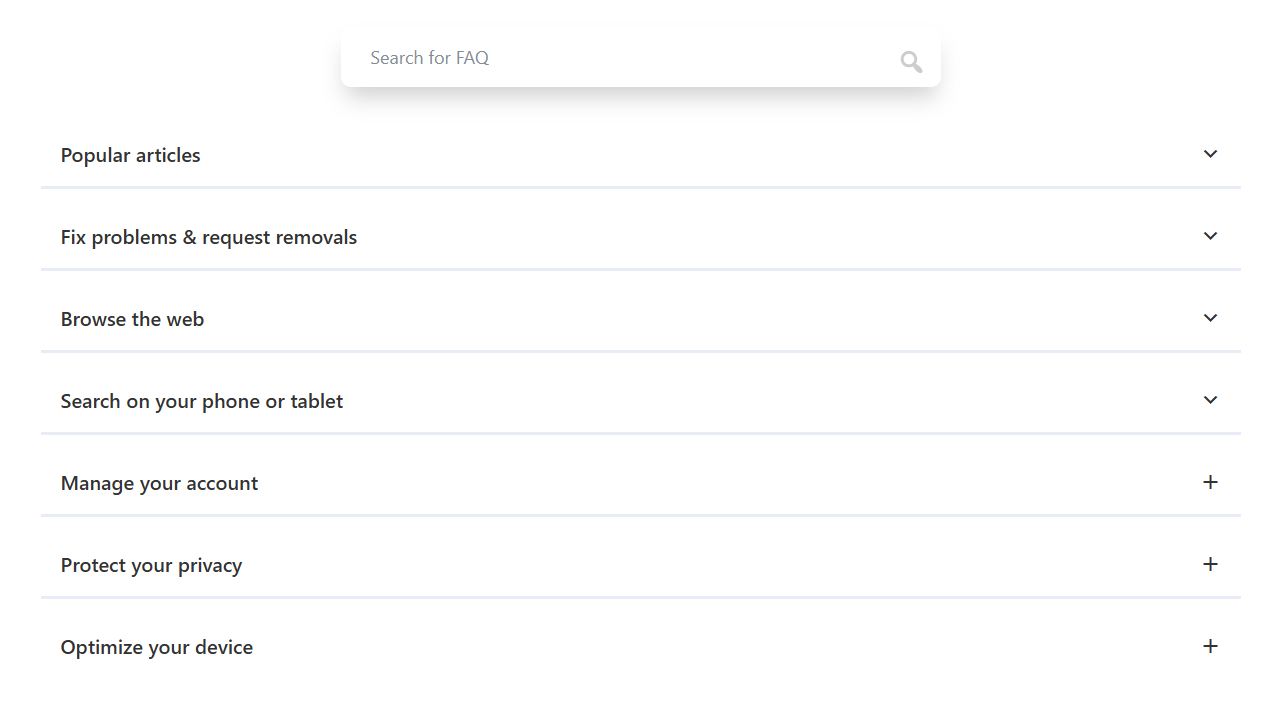 Search for FAQ
Popular articles
Fix problems & request removals
Browse the web
Search on your phone or tablet
Manage your account
Protect your privacy
Optimize your device